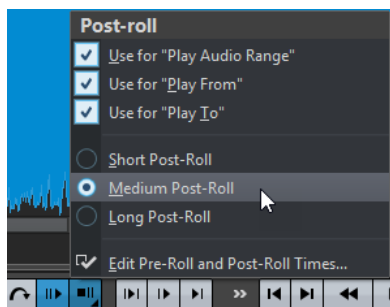 Post-roll
Use for "Play Audio Range"
Use for "Play From"
Use for "Play To"
Short Post-Roll
Medium Post-Roll
Long Post-Roll
Edit Pre-Roll and Post-Roll Times...